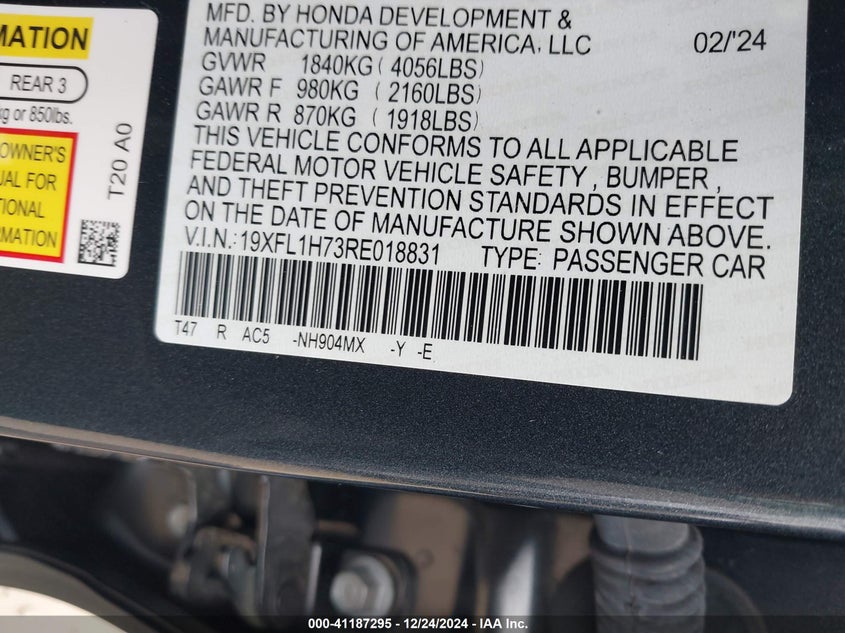 MATION
REAR 3
kg or 850lbs.
OWNER'S
UAL FOR
TIONAL
RMATION
T20 A0
MFD. BY HONDA DEVELOPMENT &
MANUFACTURING OF AMERICA, LLC 02/'24
GVWR 1840KG ( 4056LBS)
GAWR F 980KG ( 2160LBS)
GAWR R 870KG ( 1918LBS)
THIS VEHICLE CONFORMS TO ALL APPLICABLE
FEDERAL MOTOR VEHICLE SAFETY , BUMPER ,
AND THEFT PREVENTION STANDARDS IN EFFECT
ON THE DATE OF MANUFACTURE SHOWN ABOVE.
V.I.N.:19XFL1H73RE018831 TYPE: PASSENGER CAR
T47 R AC5 -NH904MX -Y -E
000-41187295 - 12/24/2024 - IAA Inc.